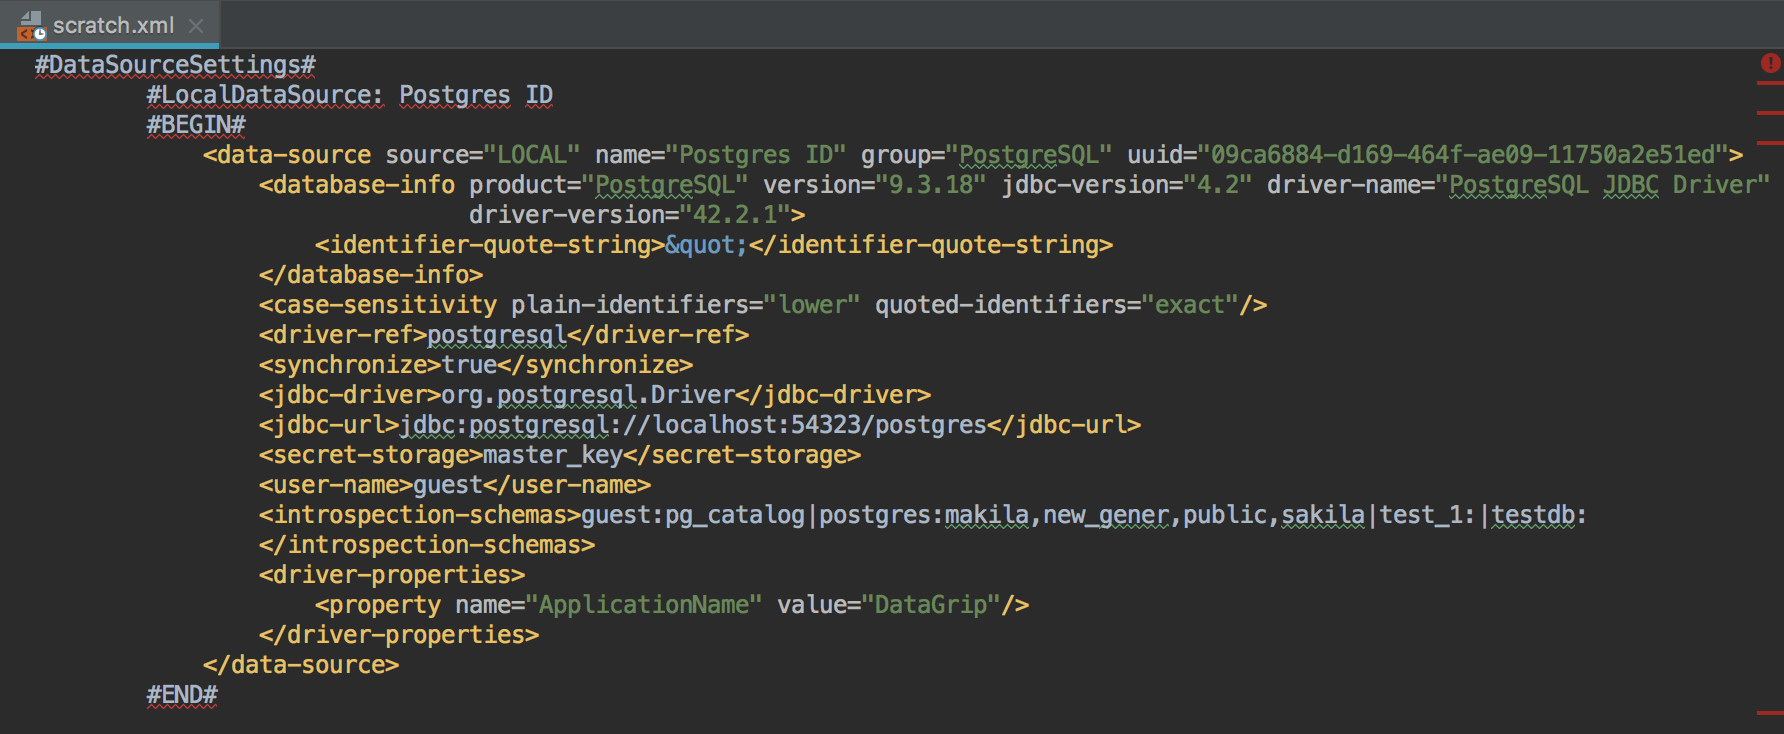 scratch.xml
#DataSourceSettings#
#LocalDataSource: Postgres ID
#BEGIN#
<data-source source="LOCAL" name="Postgres ID" group="PostgreSQL" uuid="09ca6884-d169-464f-ae09-11750a2e51ed">
<database-info product="PostgreSQL" version="9.3.18" jdbc-version="4.2" driver-name="PostgreSQL JDBC Driver"
driver-version="42.2.1">
<identifier-quote-string>&quot;</identifier-quote-string>
</database-info>
<case-sensitivity plain-identifiers="lower" quoted-identifiers="exact"/>
<driver-ref>postgresql</driver-ref>
<synchronize>true</synchronize>
<jdbc-driver>org.postgresql.Driver</jdbc-driver>
<jdbc-url>jdbc:postgresql://localhost:54323/postgres</jdbc-url>
<secret-storage>master_key</secret-storage>
<user-name>guest</user-name>
<introspection-schemas>guest:pg_catalog|postgres:makila,new_gener,public,sakila|test_1:|testdb:
</introspection-schemas>
<driver-properties>
<property name="ApplicationName" value="DataGrip"/>
</driver-properties>
</data-source>
#END#